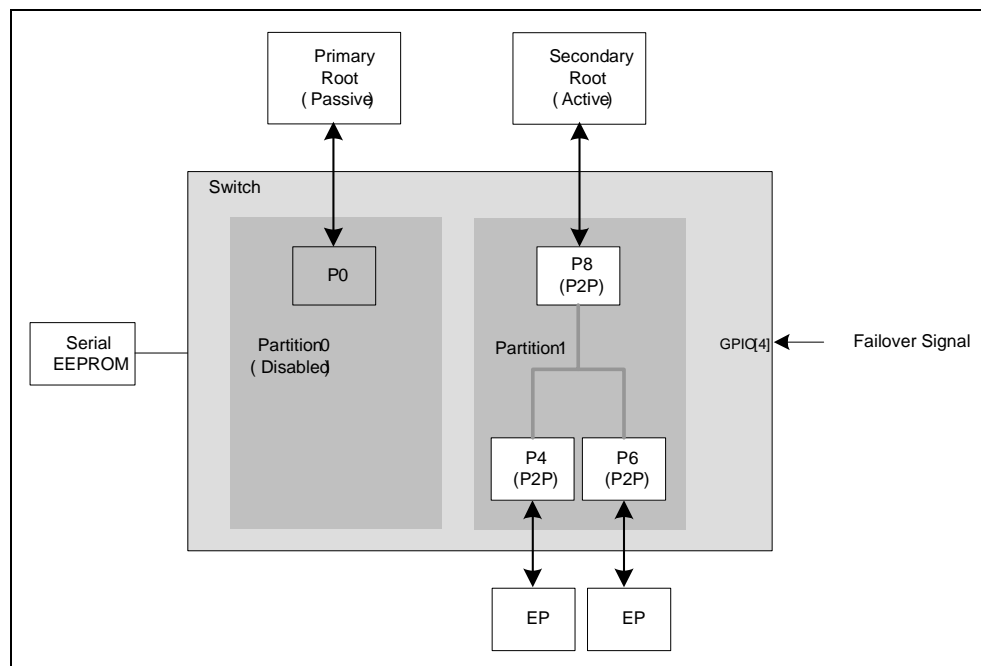 Primary
Root
( Passive)
Secondary
Root
( Active)
Switch
P0
P8
(P2P)
Serial
EEPROM
Partition0
( Disabled)
Partition1
GPIO[4]
Failover Signal
P4
(P2P)
P6
(P2P)
EP
EP